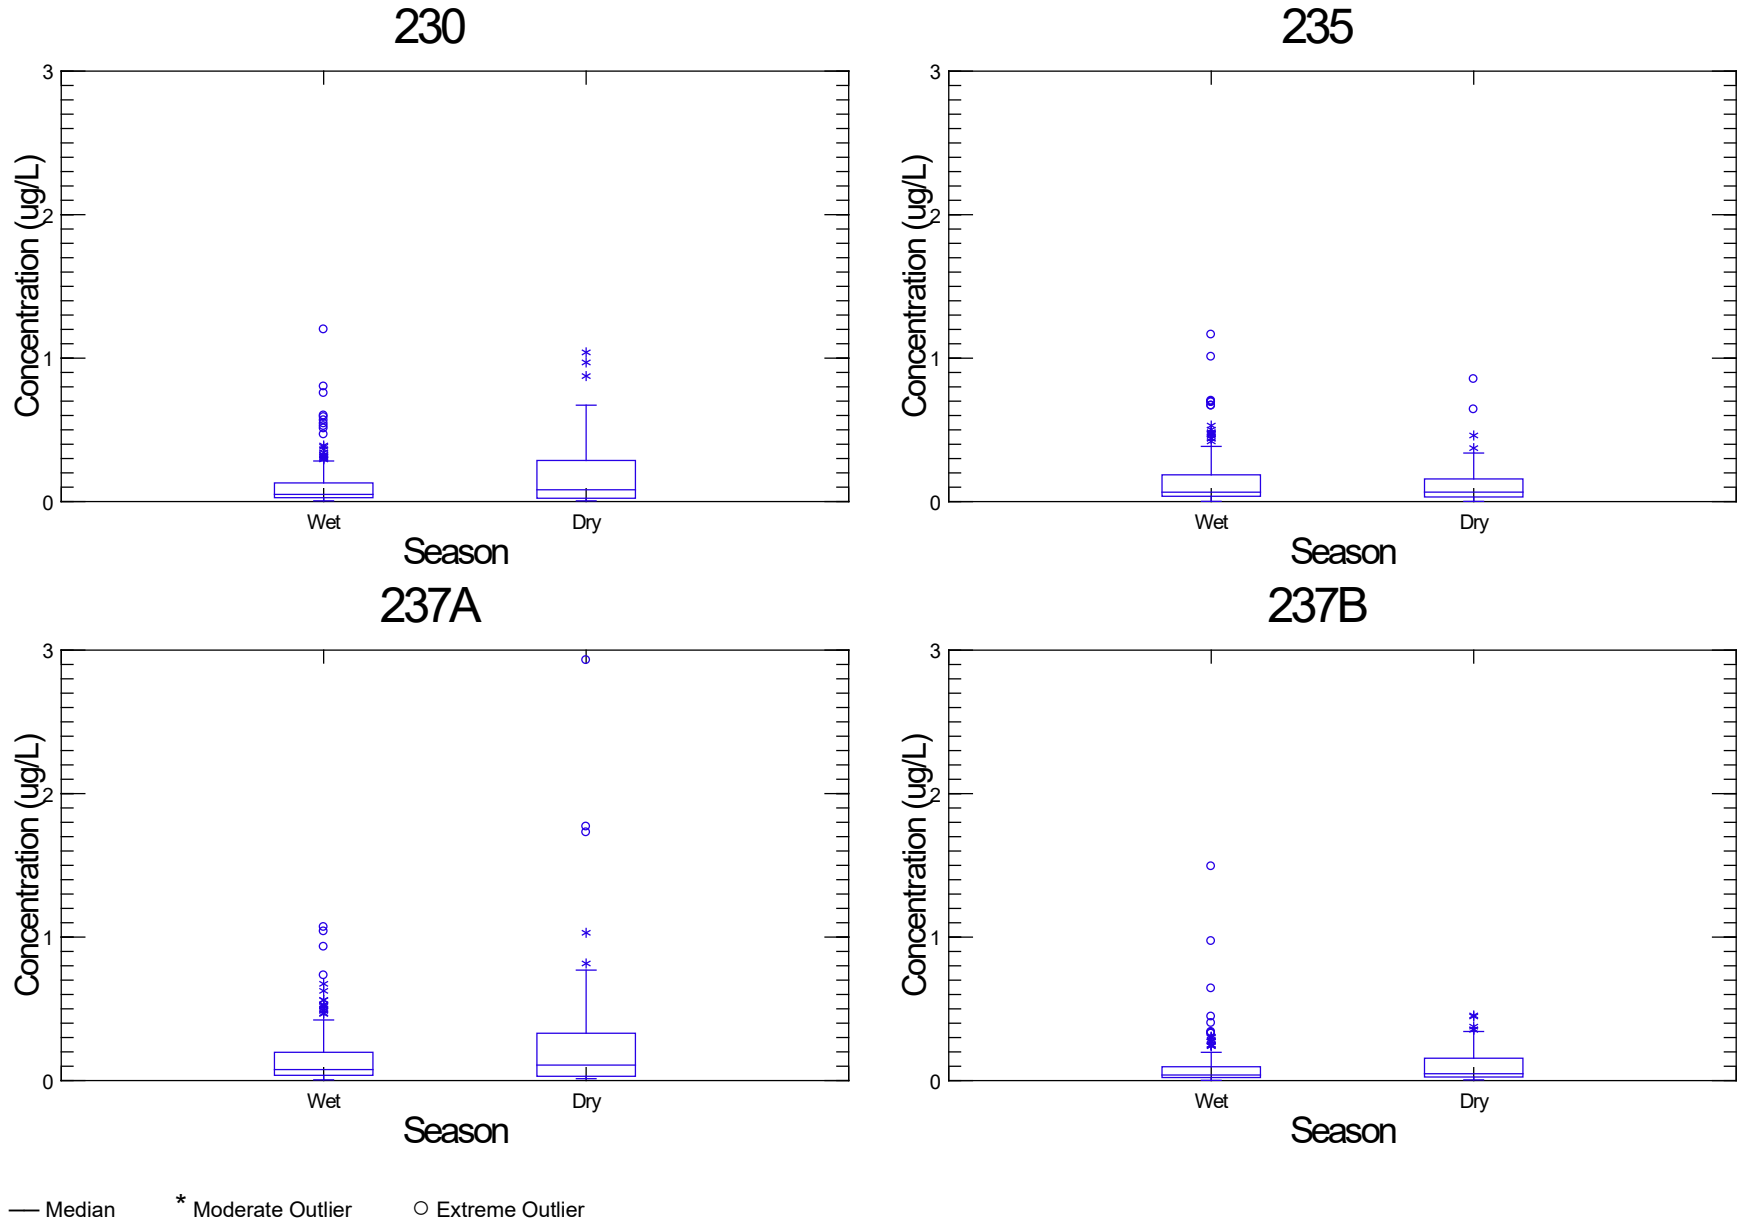 230
235
3
2
1
0
Concentration (ug/L)
Wet
Dry
Season
3
2
1
0
Concentration (ug/L)
Wet
Dry
Season
237A
237B
3
2
1
0
Concentration (ug/L)
Wet
Dry
Season
3
2
1
0
Concentration (ug/L)
Wet
Dry
Season
— Median * Moderate Outlier ○ Extreme Outlier